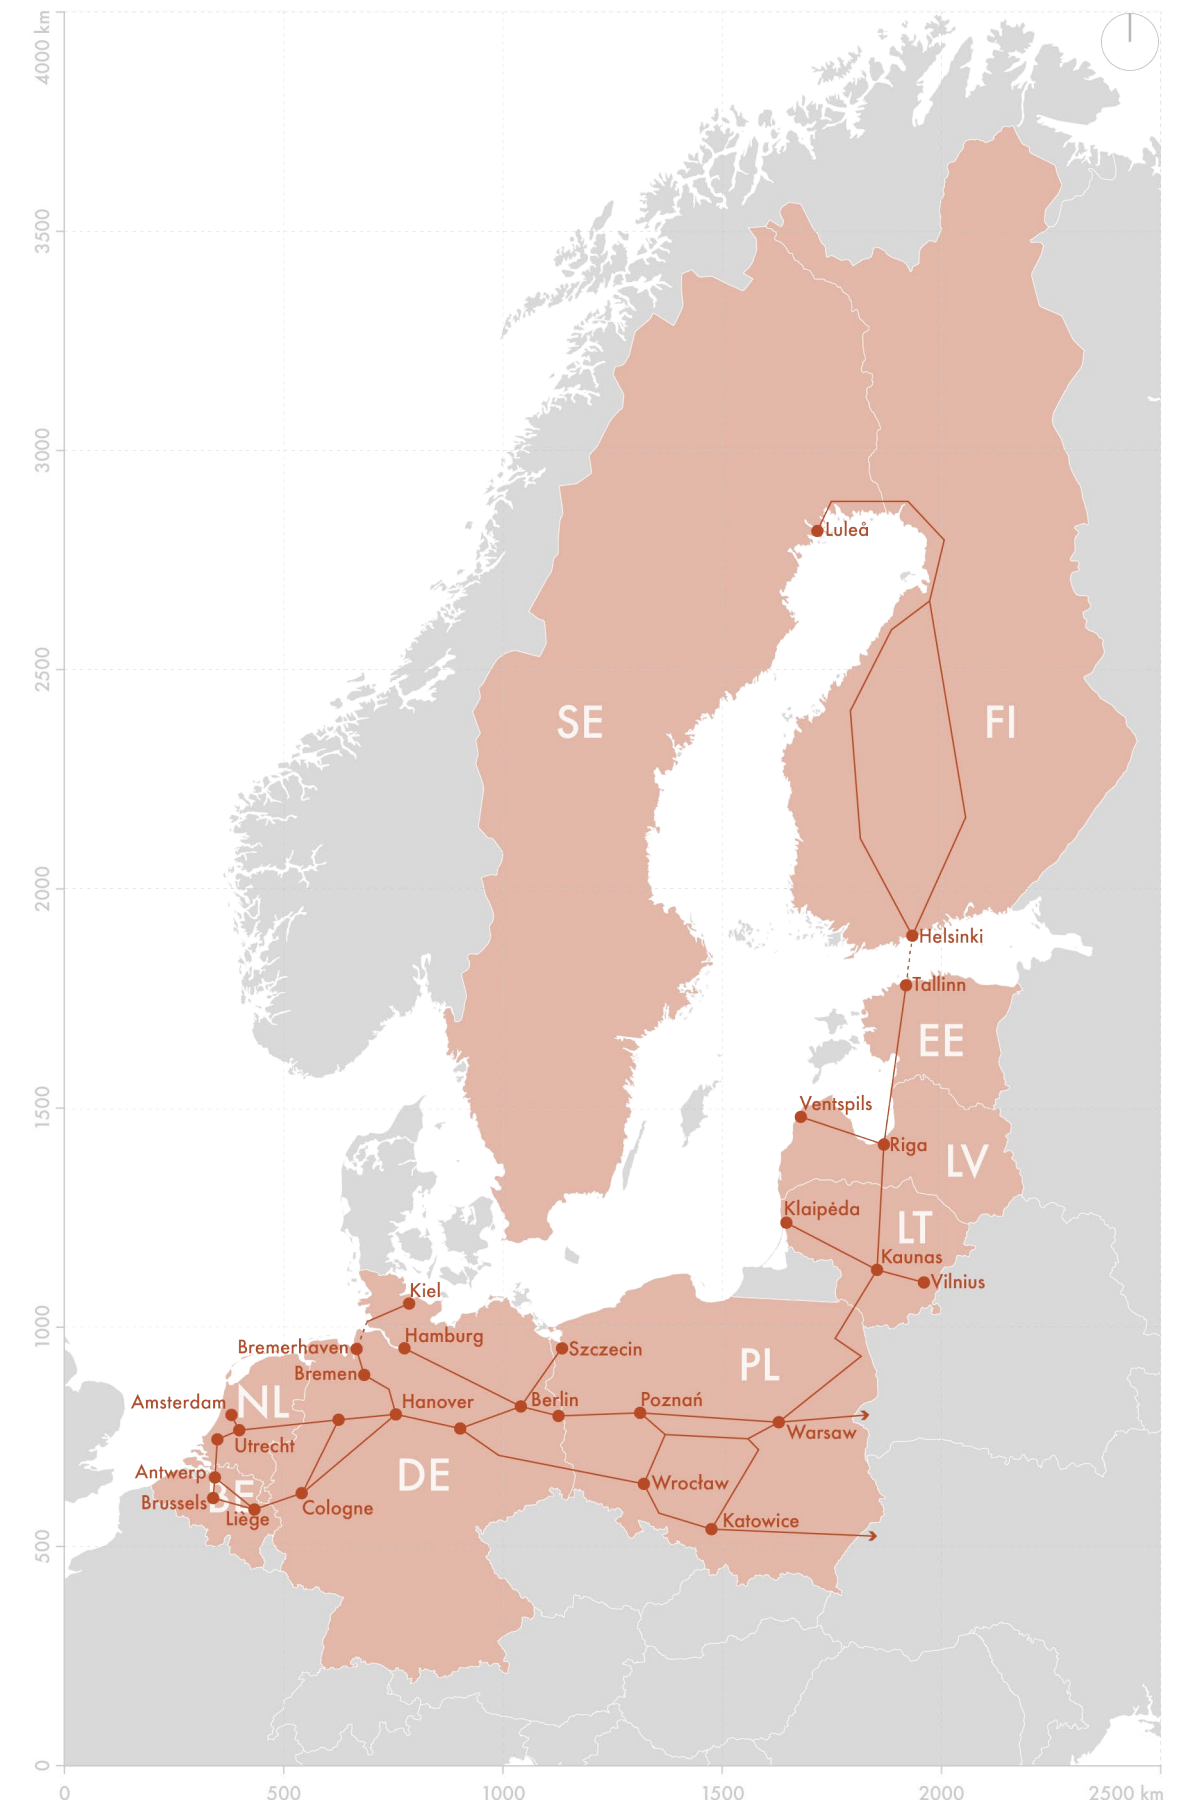 4000 km
3500
3000
Luleå
2500
SE
FI
2000
Helsinki
Tallinn
EE
1500
Ventspils
Riga
LV
Klaipėda
LT
Kaunas
Vilnius
Kiel
1000
Hamburg
Bremerhaven
Szczecin
PL
Bremen
NL
Amsterdam
Hanover
Berlin
Poznań
Warsaw
Utrecht
Antwerp
DE
Wrocław
BE
Brussels
Liège
Cologne
Katowice
500
0
0
500
1000
1500
2000
2500 km